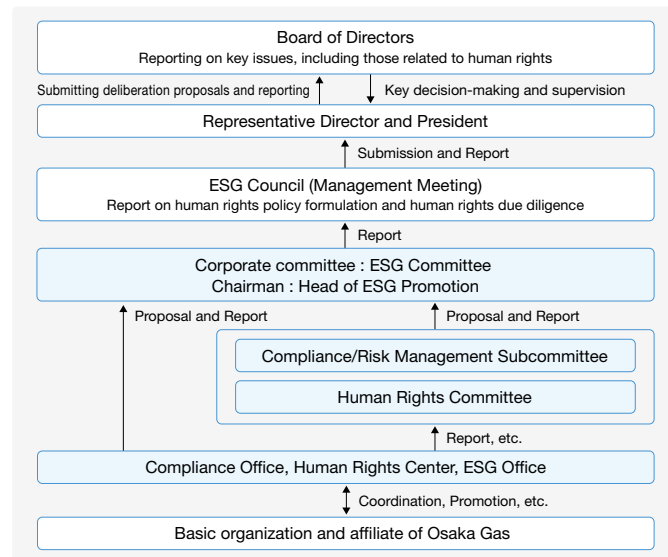 Board of Directors
Reporting on key issues, including those related to human rights
Submitting deliberation proposals and reporting
Key decision-making and supervision
Representative Director and President
Submission and Report
ESG Council (Management Meeting)
Report on human rights policy formulation and human rights due diligence
Report
Corporate committee : ESG Committee
Chairman : Head of ESG Promotion
Proposal and Report
Proposal and Report
Compliance/Risk Management Subcommittee
Human Rights Committee
Report, etc.
Compliance Office, Human Rights Center, ESG Office
Coordination, Promotion, etc.
Basic organization and affiliate of Osaka Gas